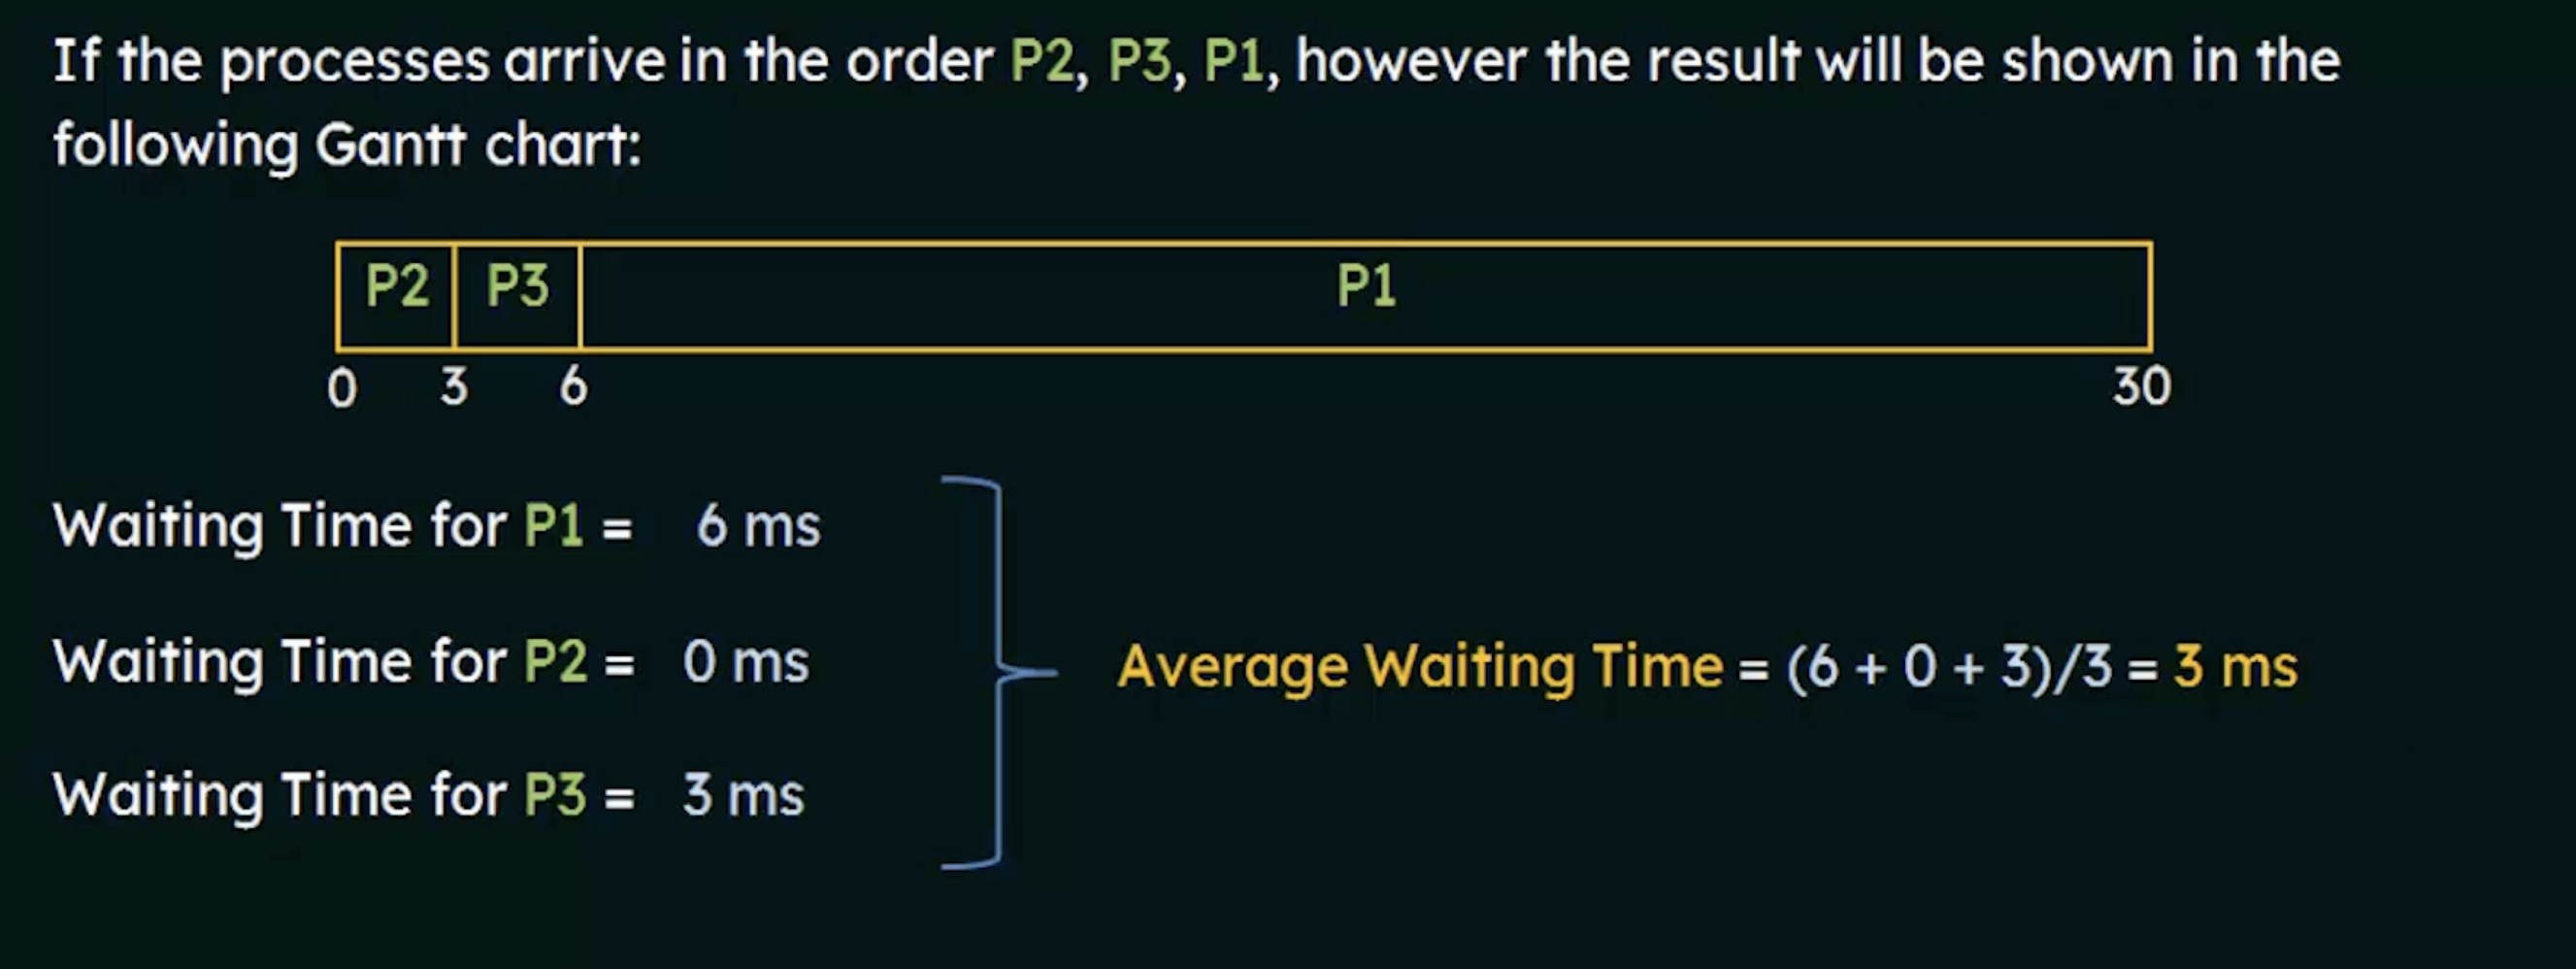 If the processes arrive in the order P2, P3, P1, however the result will be shown in the
following Gantt chart:
P2 P3 P1
0 3 6 30
Waiting Time for P1 = 6 ms
Waiting Time for P2 = 0 ms
Average Waiting Time = (6 + 0 + 3)/3 = 3 ms
Waiting Time for P3 = 3 ms